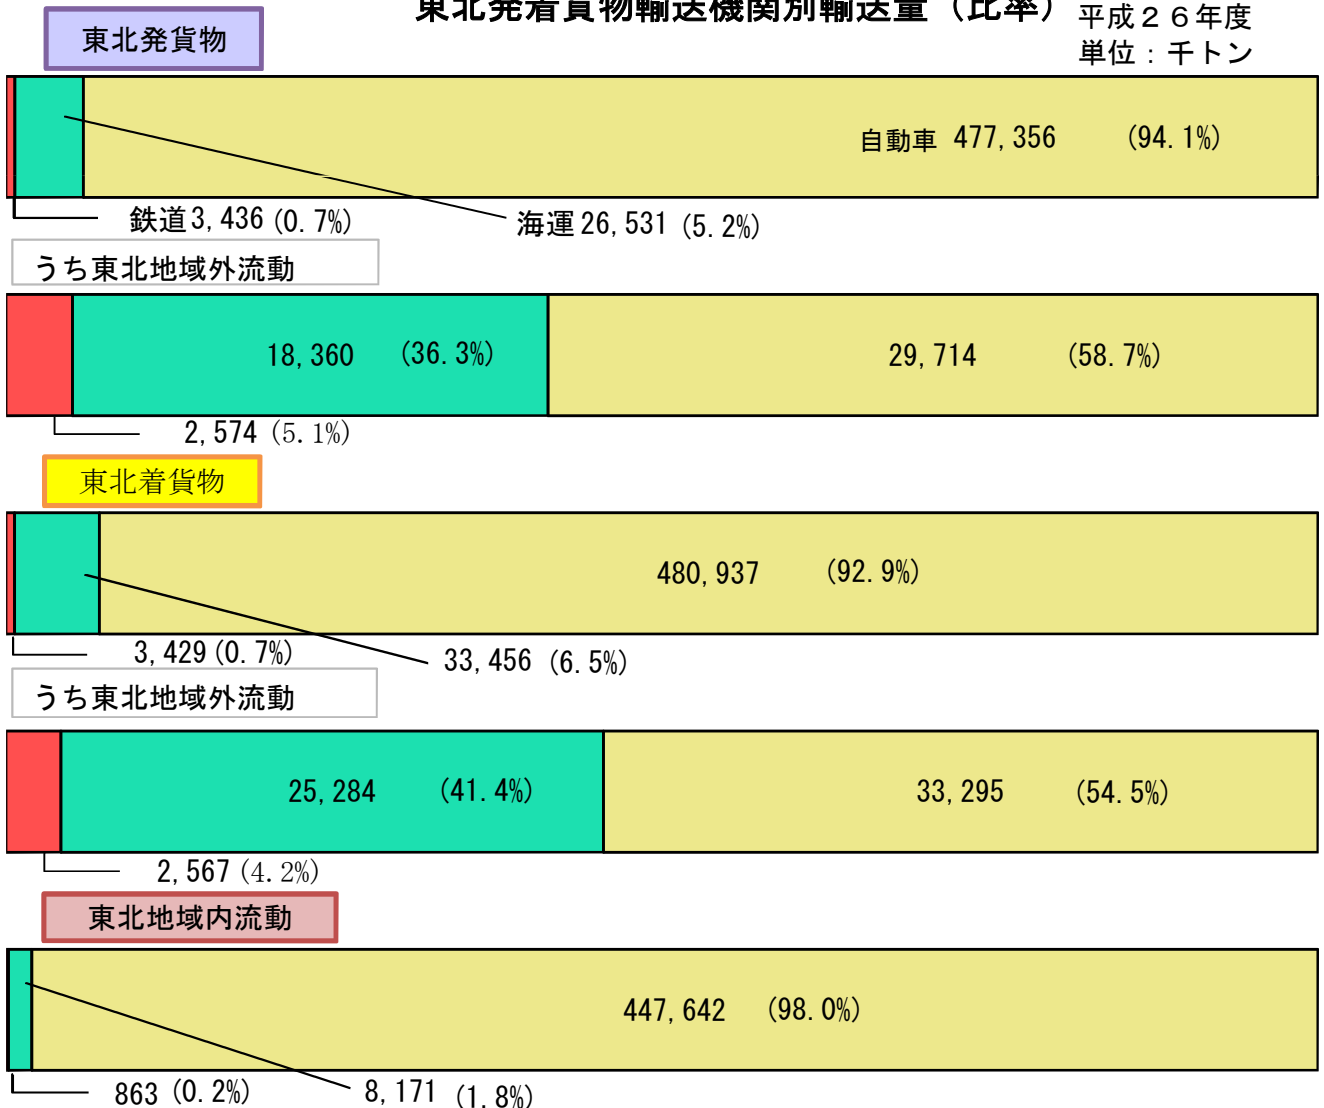 東北発着貨物輸送機関別輸送量（比率）
平成２６年度
単位：千トン
東北発貨物
自動車 477,356 (94.1%)
鉄道3,436 (0.7%)
海運26,531 (5.2%)
うち東北地域外流動
18,360 (36.3%)
29,714 (58.7%)
2,574 (5.1%)
東北着貨物
480,937 (92.9%)
3,429 (0.7%)
33,456 (6.5%)
うち東北地域外流動
25,284 (41.4%)
33,295 (54.5%)
2,567 (4.2%)
東北地域内流動
447,642 (98.0%)
863 (0.2%)
8,171 (1.8%)